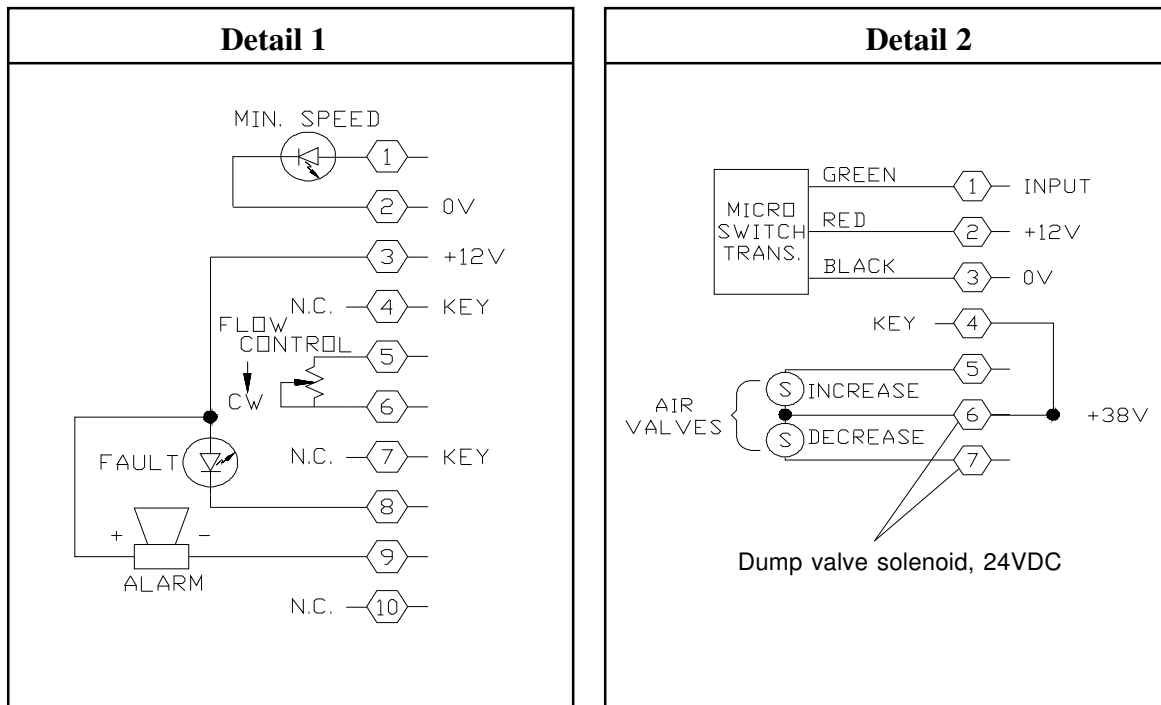 Detail 1
MIN. SPEED
1
2 0V
3 +12V
N.C. 4 KEY
FLOW
CONTROL
5
CW
6
FAULT
N.C. 7 KEY
8
+ -
9
ALARM
N.C. 10
Detail 2
MICRO
SWITCH
TRANS.
GREEN 1 INPUT
RED 2 +12V
BLACK 3 0V
KEY 4
5
INCREASE
AIR
VALVES
6 +38V
DECREASE
7
Dump valve solenoid, 24VDC